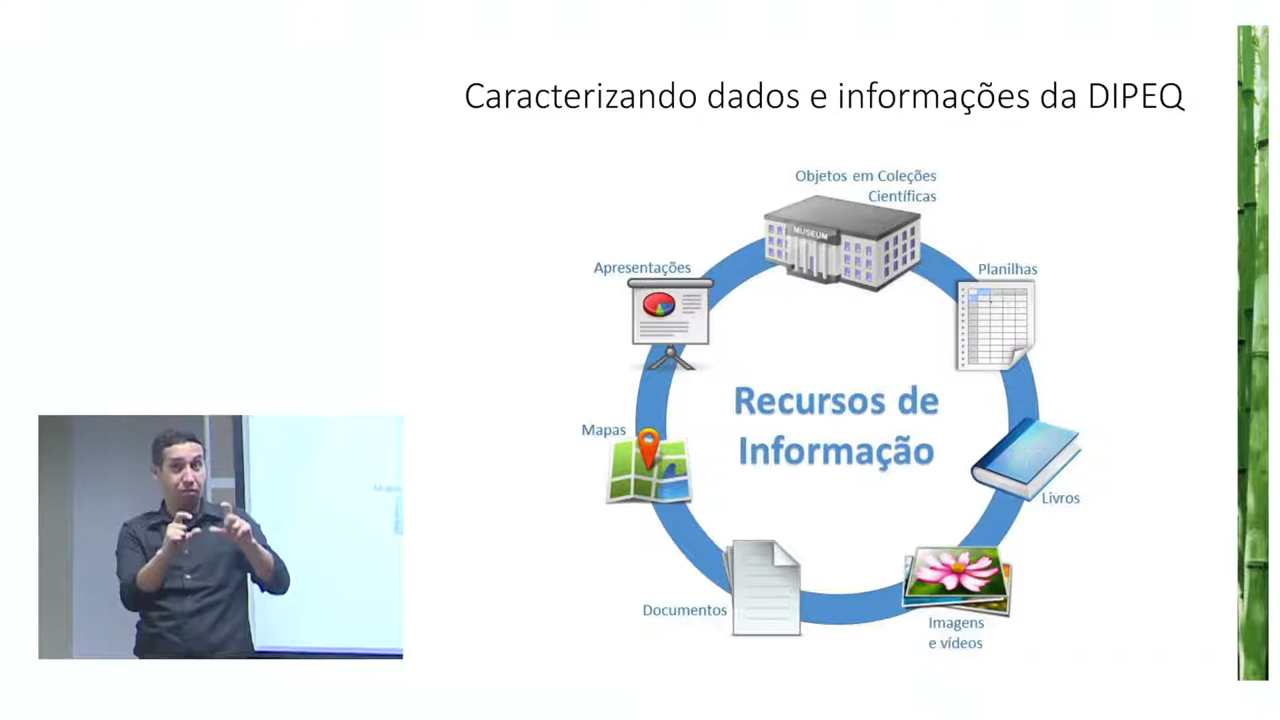 Caracterizando dados e informações da DIPEQ
Objetos em Coleções
Científicas
MUSEUM
Apresentações
Planilhas
Recursos de
Informação
Mapas
Livros
Documentos
Imagens
e vídeos